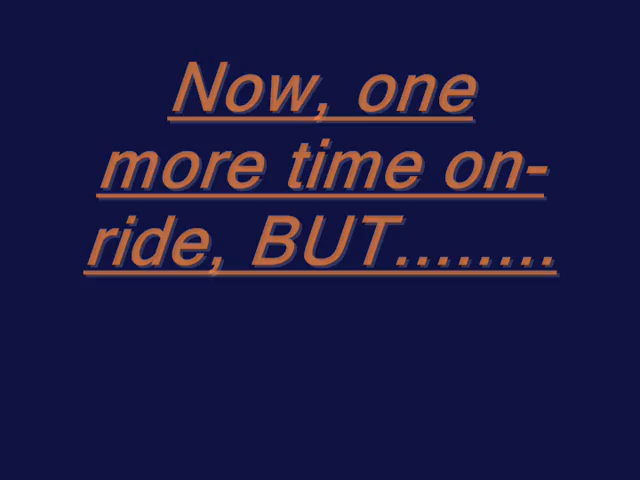 Now, one
more time on-
ride, BUT........